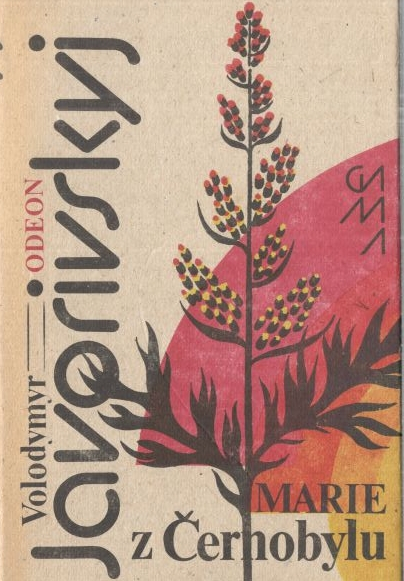 Volodymyr
Javorivskyj
ODEON
GAMA
MARIE
z Černobylu